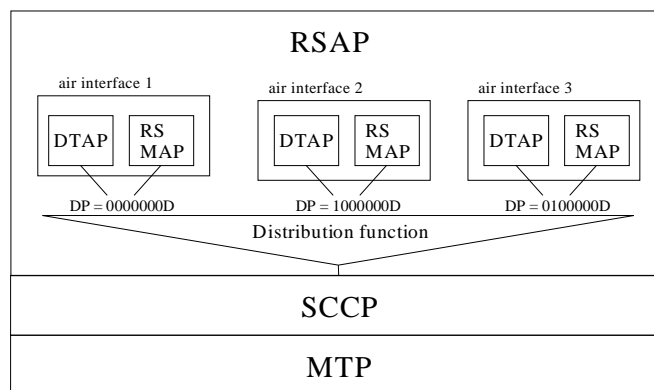 RSAP
air interface 1
air interface 2
air interface 3
DTAP
RS
MAP
DTAP
RS
MAP
DTAP
RS
MAP
DP = 0000000D
DP = 1000000D
DP = 0100000D
Distribution function
SCCP
MTP